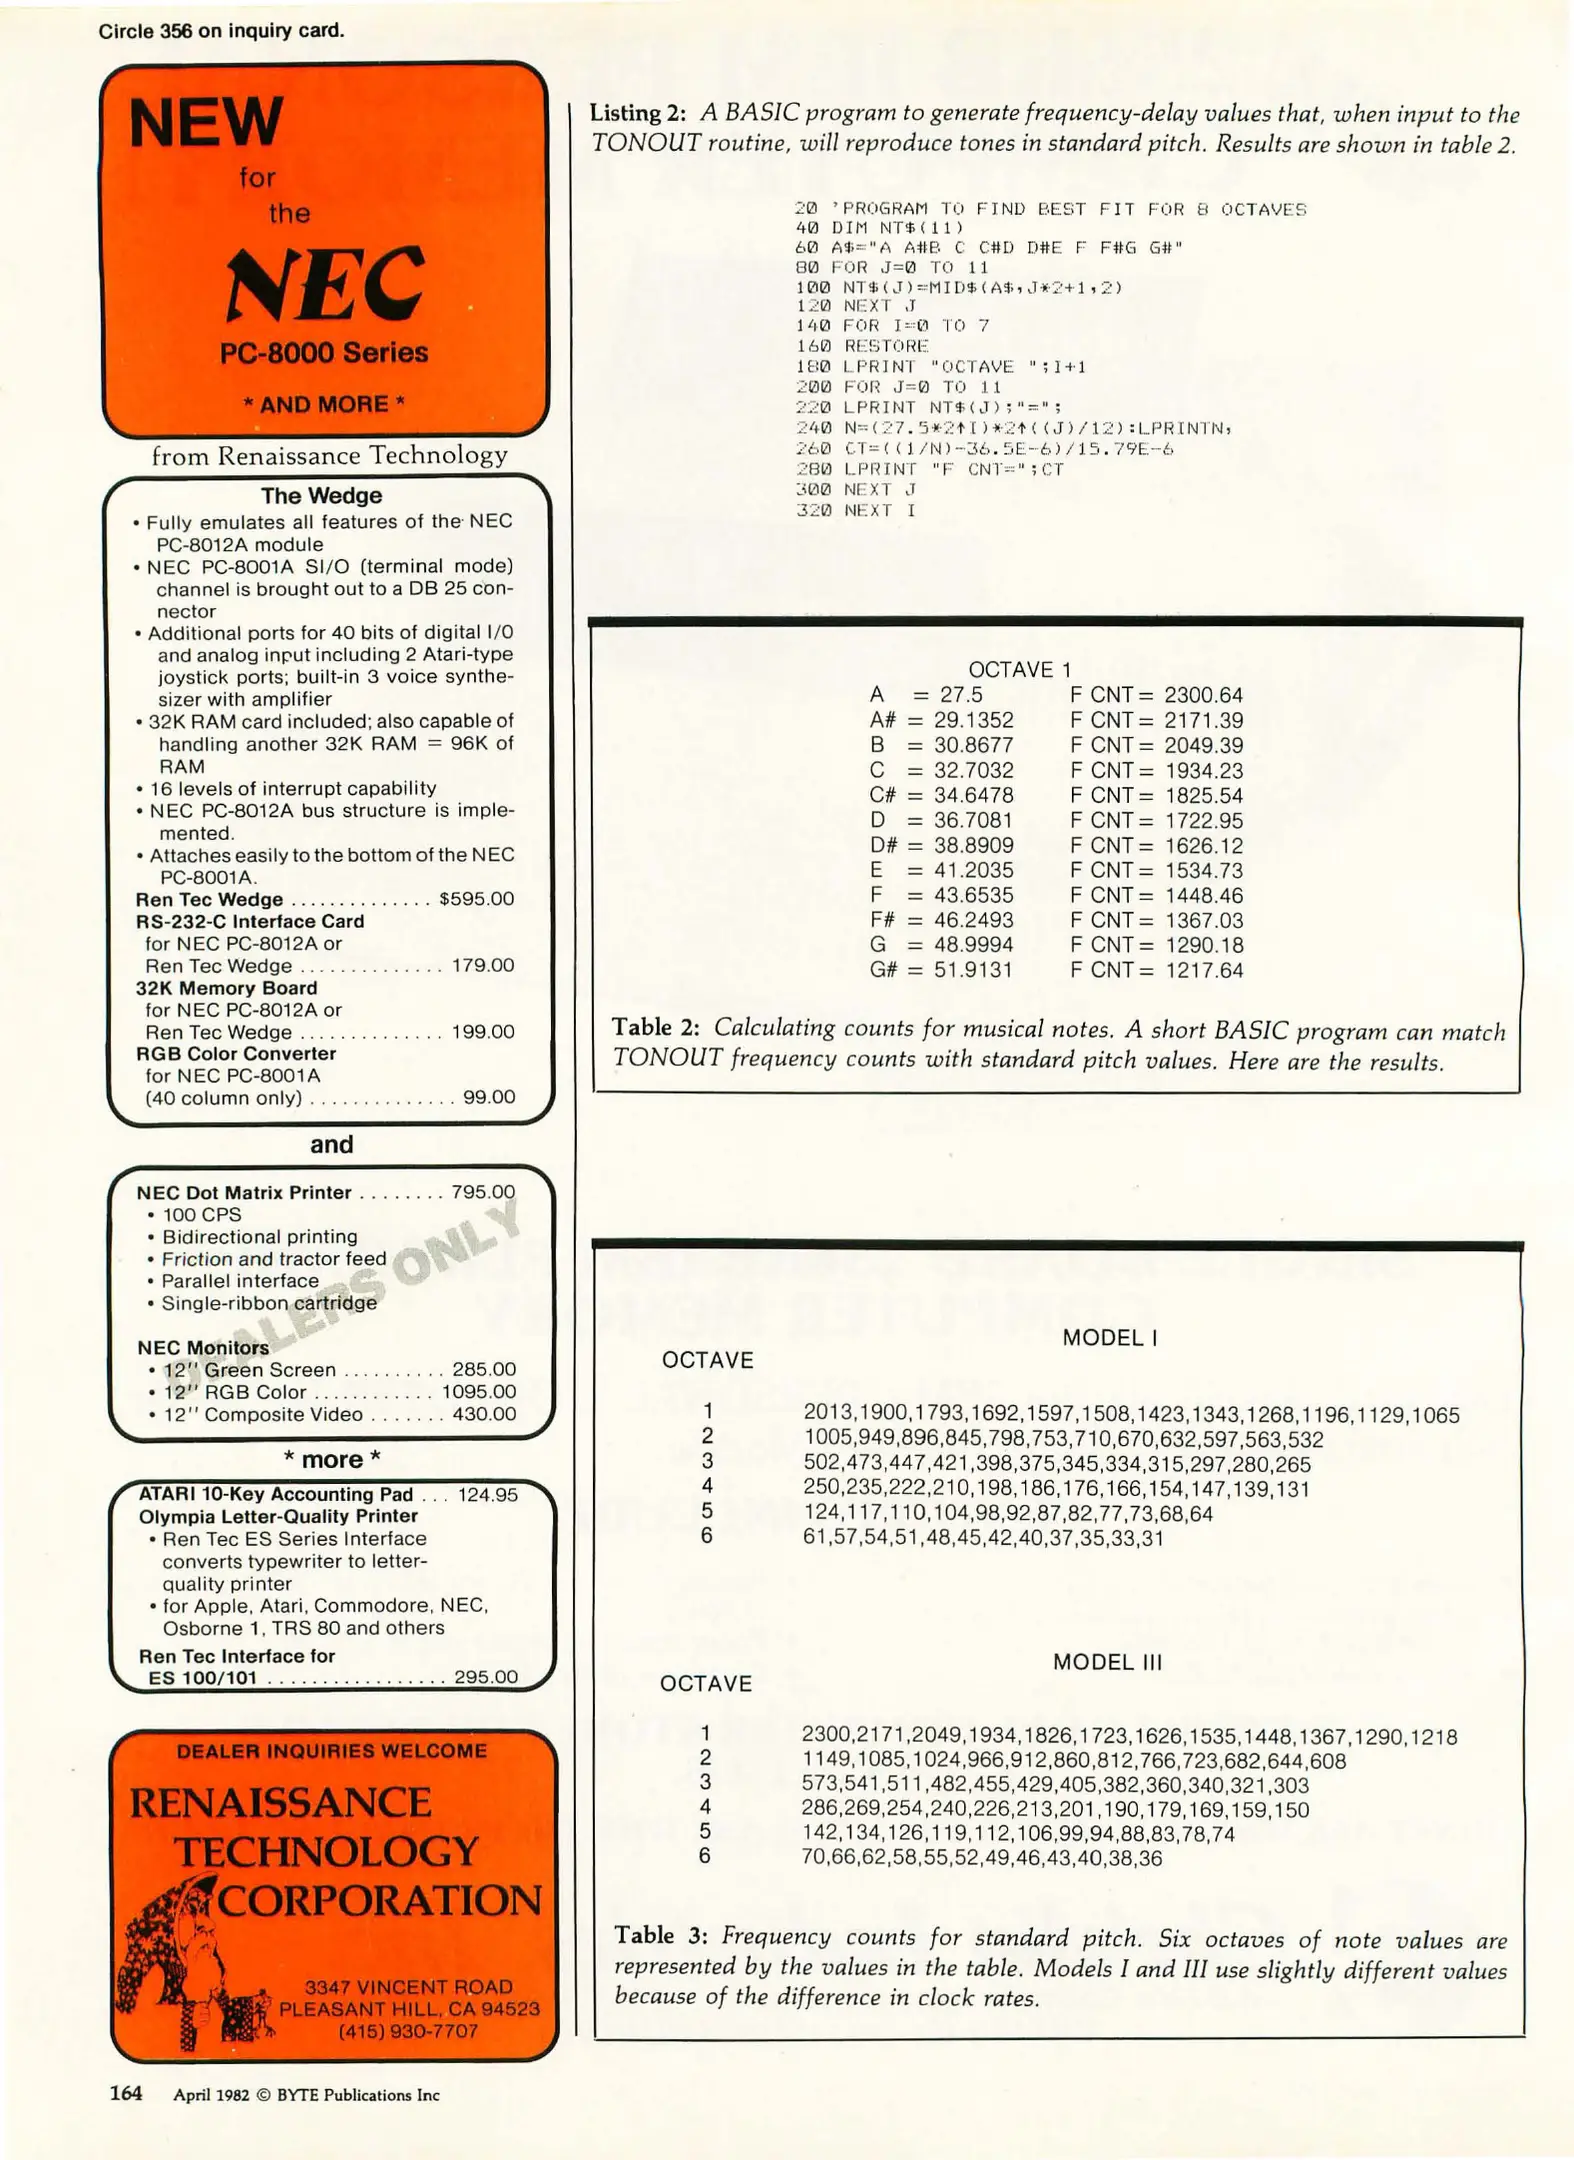 Circle 356 on inquiry card.
NEW
for
the
NEC
PC-8000 Series
* AND MORE *
from Renaissance Technology
The Wedge
• Fully emulates all features of the NEC
PC-8012A module
• NEC PC-8001A SI/O (terminal mode)
channel is brought out to a DB 25 con-
nector
• Additional ports for 40 bits of digital I/O
and analog input including 2 Atari-type
joystick ports; built-in 3 voice synthe-
sizer with amplifier
• 32K RAM card included; also capable of
handling another 32K RAM = 96K of
RAM
• 16 levels of interrupt capability
• NEC PC-8012A bus structure is imple-
mented.
• Attaches easily to the bottom of the NEC
PC-8001A.
Ren Tec Wedge .............. $595.00
RS-232-C Interface Card
for NEC PC-8012A or
Ren Tec Wedge .............. 179.00
32K Memory Board
for NEC PC-8012A or
Ren Tec Wedge .............. 199.00
RGB Color Converter
for NEC PC-8001A
(40 column only) .............. 99.00
and
NEC Dot Matrix Printer ........ 795.00
• 100 CPS
• Bidirectional printing
• Friction and tractor feed
• Parallel interface
• Single-ribbon cartridge
DEALERS ONLY
NEC Monitors
• 12" Green Screen .......... 285.00
• 12" RGB Color ............ 1095.00
• 12" Composite Video ....... 430.00
* more *
ATARI 10-Key Accounting Pad ... 124.95
Olympia Letter-Quality Printer
• Ren Tec ES Series Interface
converts typewriter to letter-
quality printer
• for Apple, Atari, Commodore, NEC,
Osborne 1, TRS 80 and others
Ren Tec Interface for
ES 100/101 ................. 295.00
DEALER INQUIRIES WELCOME
RENAISSANCE
TECHNOLOGY
CORPORATION
3347 VINCENT ROAD
PLEASANT HILL, CA 94523
(415) 930-7707
Listing 2: A BASIC program to generate frequency-delay values that, when input to the
TONOUT routine, will reproduce tones in standard pitch. Results are shown in table 2.
20 'PROGRAM TO FIND BEST FIT FOR 8 OCTAVES
40 DIM NT$(11)
60 A$="A A#B C C#D D#E F F#G G#"
80 FOR J=0 TO 11
100 NT$(J)=MID$(A$,J*2+1,2)
120 NEXT J
140 FOR I=0 TO 7
160 RESTORE
180 LPRINT "OCTAVE ";I+1
200 FOR J=0 TO 11
220 LPRINT NT$(J);"=";
240 N=(27.5*2↑I)*2↑((J)/12):LPRINTN,
260 CT=((1/N)-36.5E-6)/15.79E-6
280 LPRINT "F CNT=";CT
300 NEXT J
320 NEXT I
OCTAVE 1
A = 27.5 F CNT= 2300.64
A# = 29.1352 F CNT= 2171.39
B = 30.8677 F CNT= 2049.39
C = 32.7032 F CNT= 1934.23
C# = 34.6478 F CNT= 1825.54
D = 36.7081 F CNT= 1722.95
D# = 38.8909 F CNT= 1626.12
E = 41.2035 F CNT= 1534.73
F = 43.6535 F CNT= 1448.46
F# = 46.2493 F CNT= 1367.03
G = 48.9994 F CNT= 1290.18
G# = 51.9131 F CNT= 1217.64
Table 2: Calculating counts for musical notes. A short BASIC program can match
TONOUT frequency counts with standard pitch values. Here are the results.
MODEL I
OCTAVE
1 2013,1900,1793,1692,1597,1508,1423,1343,1268,1196,1129,1065
2 1005,949,896,845,798,753,710,670,632,597,563,532
3 502,473,447,421,398,375,345,334,315,297,280,265
4 250,235,222,210,198,186,176,166,154,147,139,131
5 124,117,110,104,98,92,87,82,77,73,68,64
6 61,57,54,51,48,45,42,40,37,35,33,31
MODEL III
OCTAVE
1 2300,2171,2049,1934,1826,1723,1626,1535,1448,1367,1290,1218
2 1149,1085,1024,966,912,860,812,766,723,682,644,608
3 573,541,511,482,455,429,405,382,360,340,321,303
4 286,269,254,240,226,213,201,190,179,169,159,150
5 142,134,126,119,112,106,99,94,88,83,78,74
6 70,66,62,58,55,52,49,46,43,40,38,36
Table 3: Frequency counts for standard pitch. Six octaves of note values are
represented by the values in the table. Models I and III use slightly different values
because of the difference in clock rates.
164 April 1982 © BYTE Publications Inc